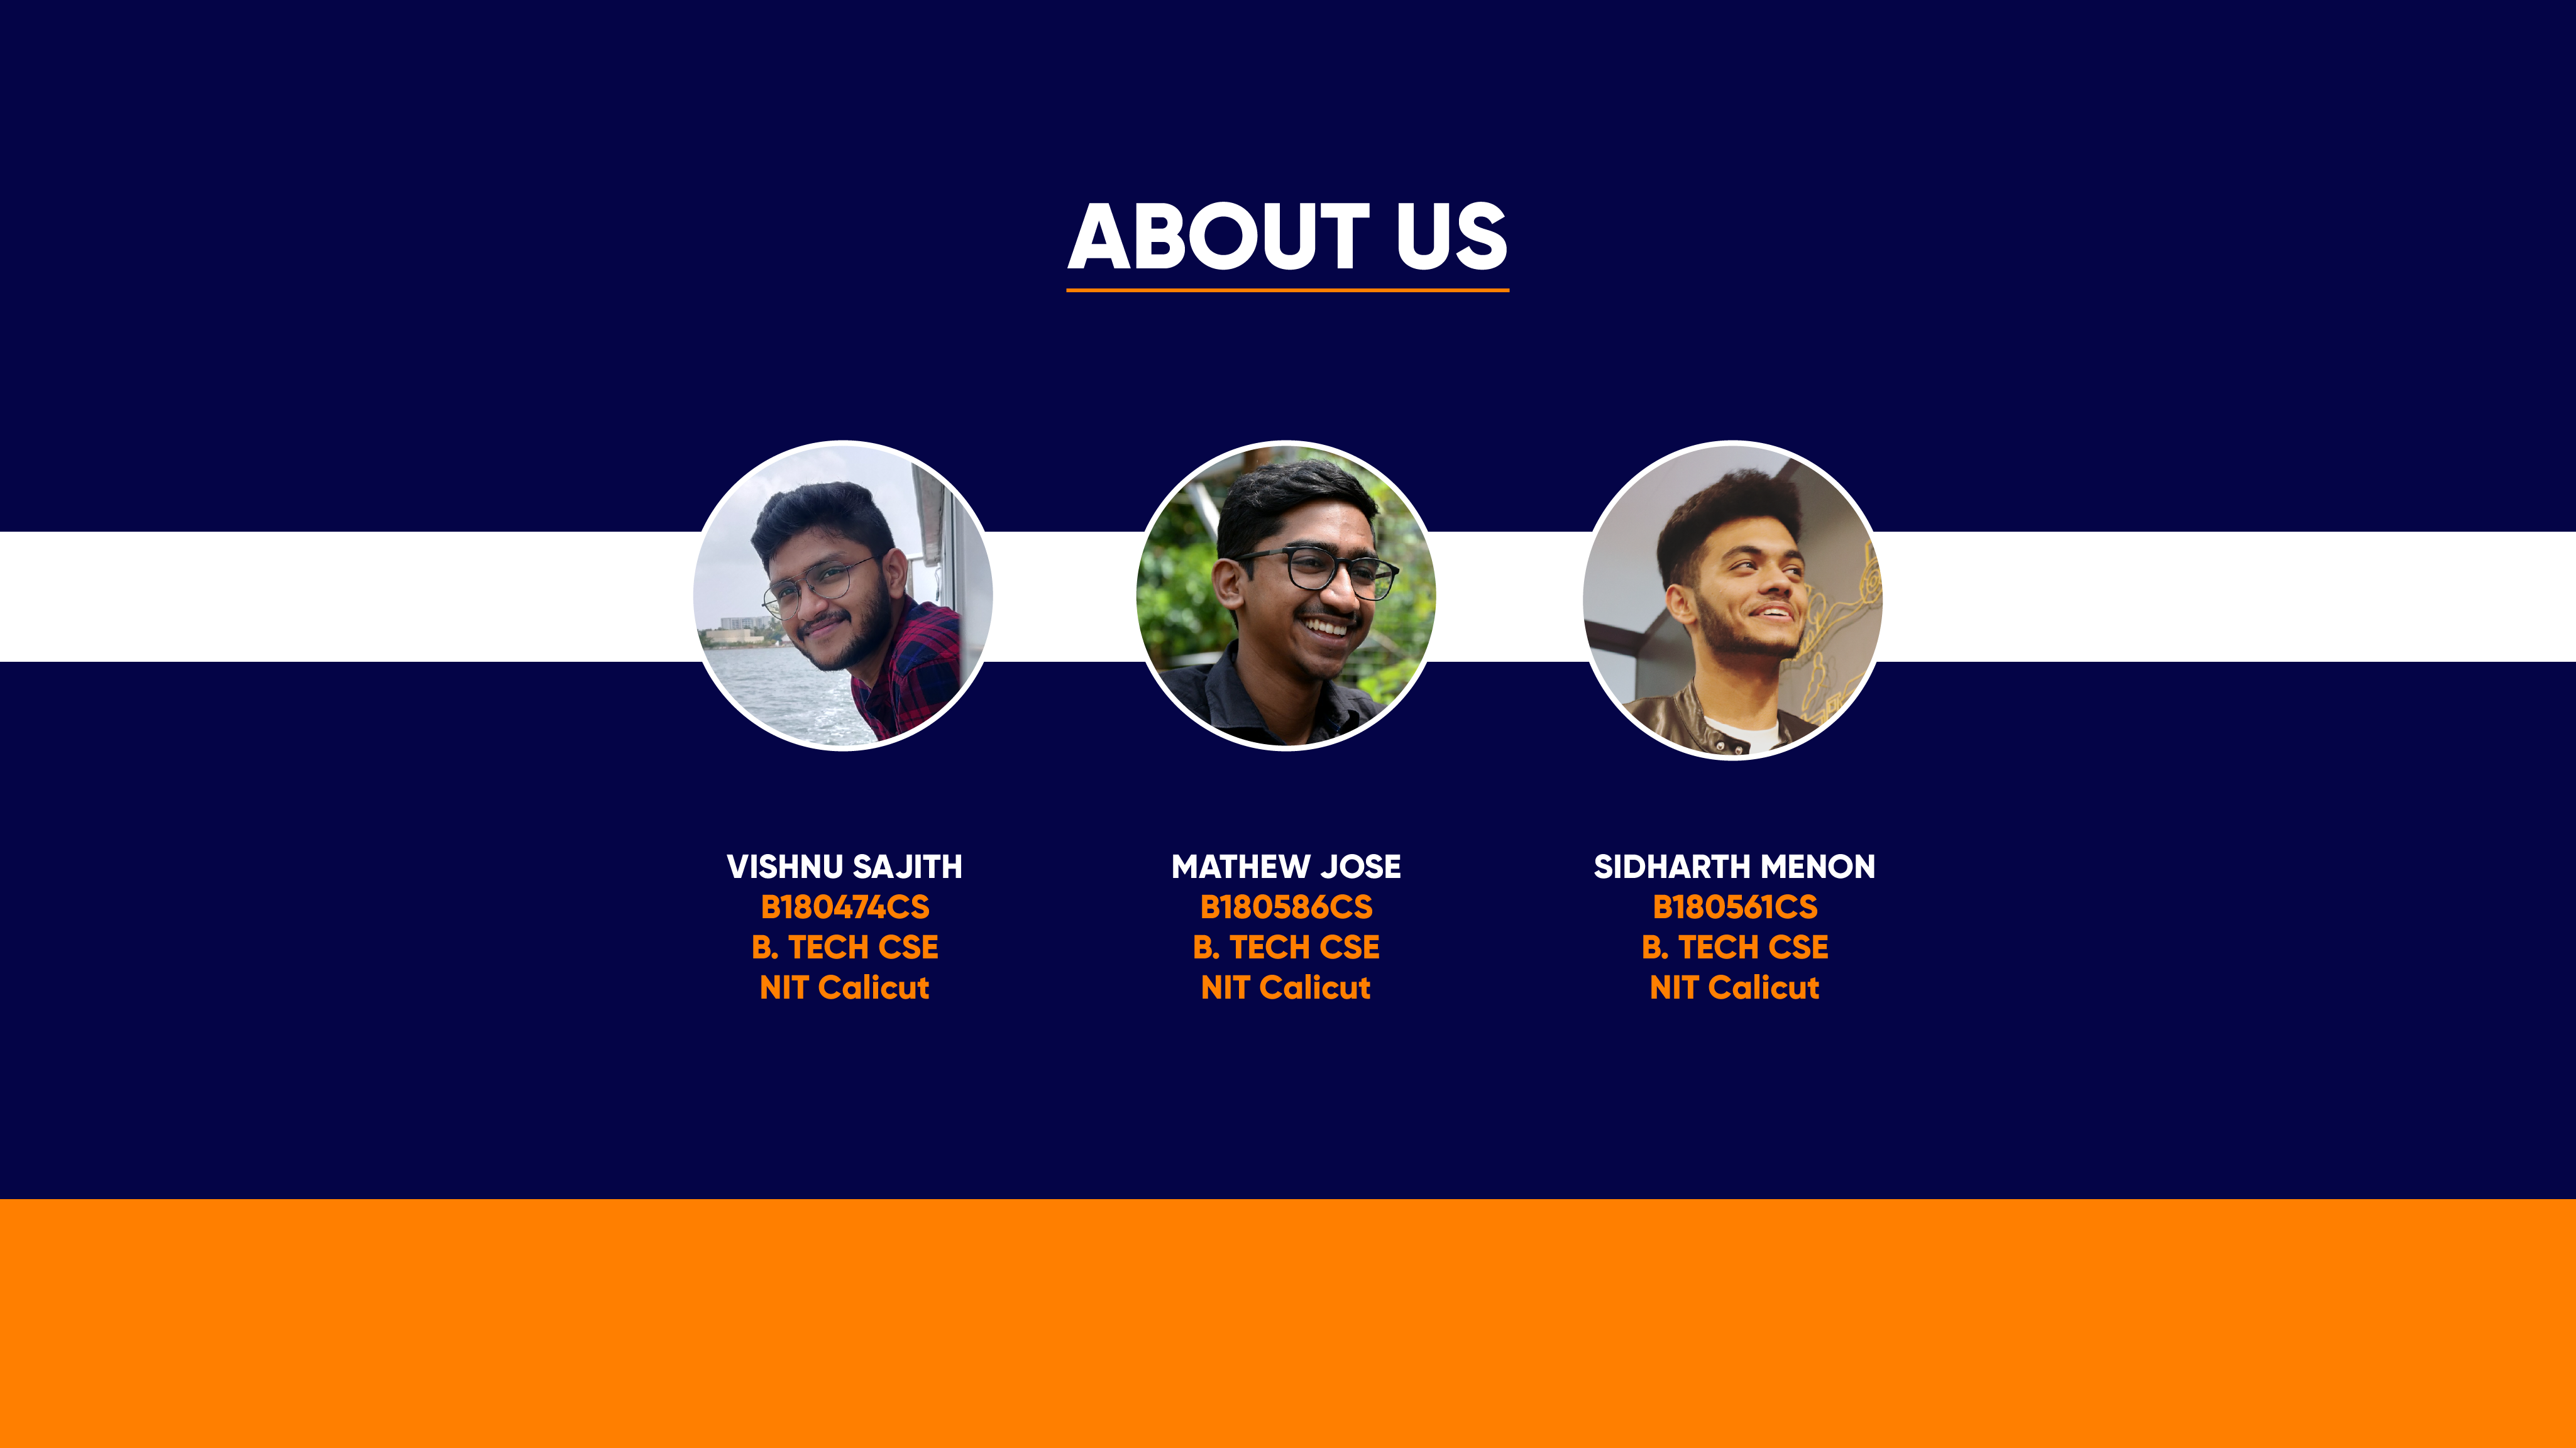 ABOUT US
VISHNU SAJITH
B180474CS
B. TECH CSE
NIT Calicut
MATHEW JOSE
B180586CS
B. TECH CSE
NIT Calicut
SIDHARTH MENON
B180561CS
B. TECH CSE
NIT Calicut